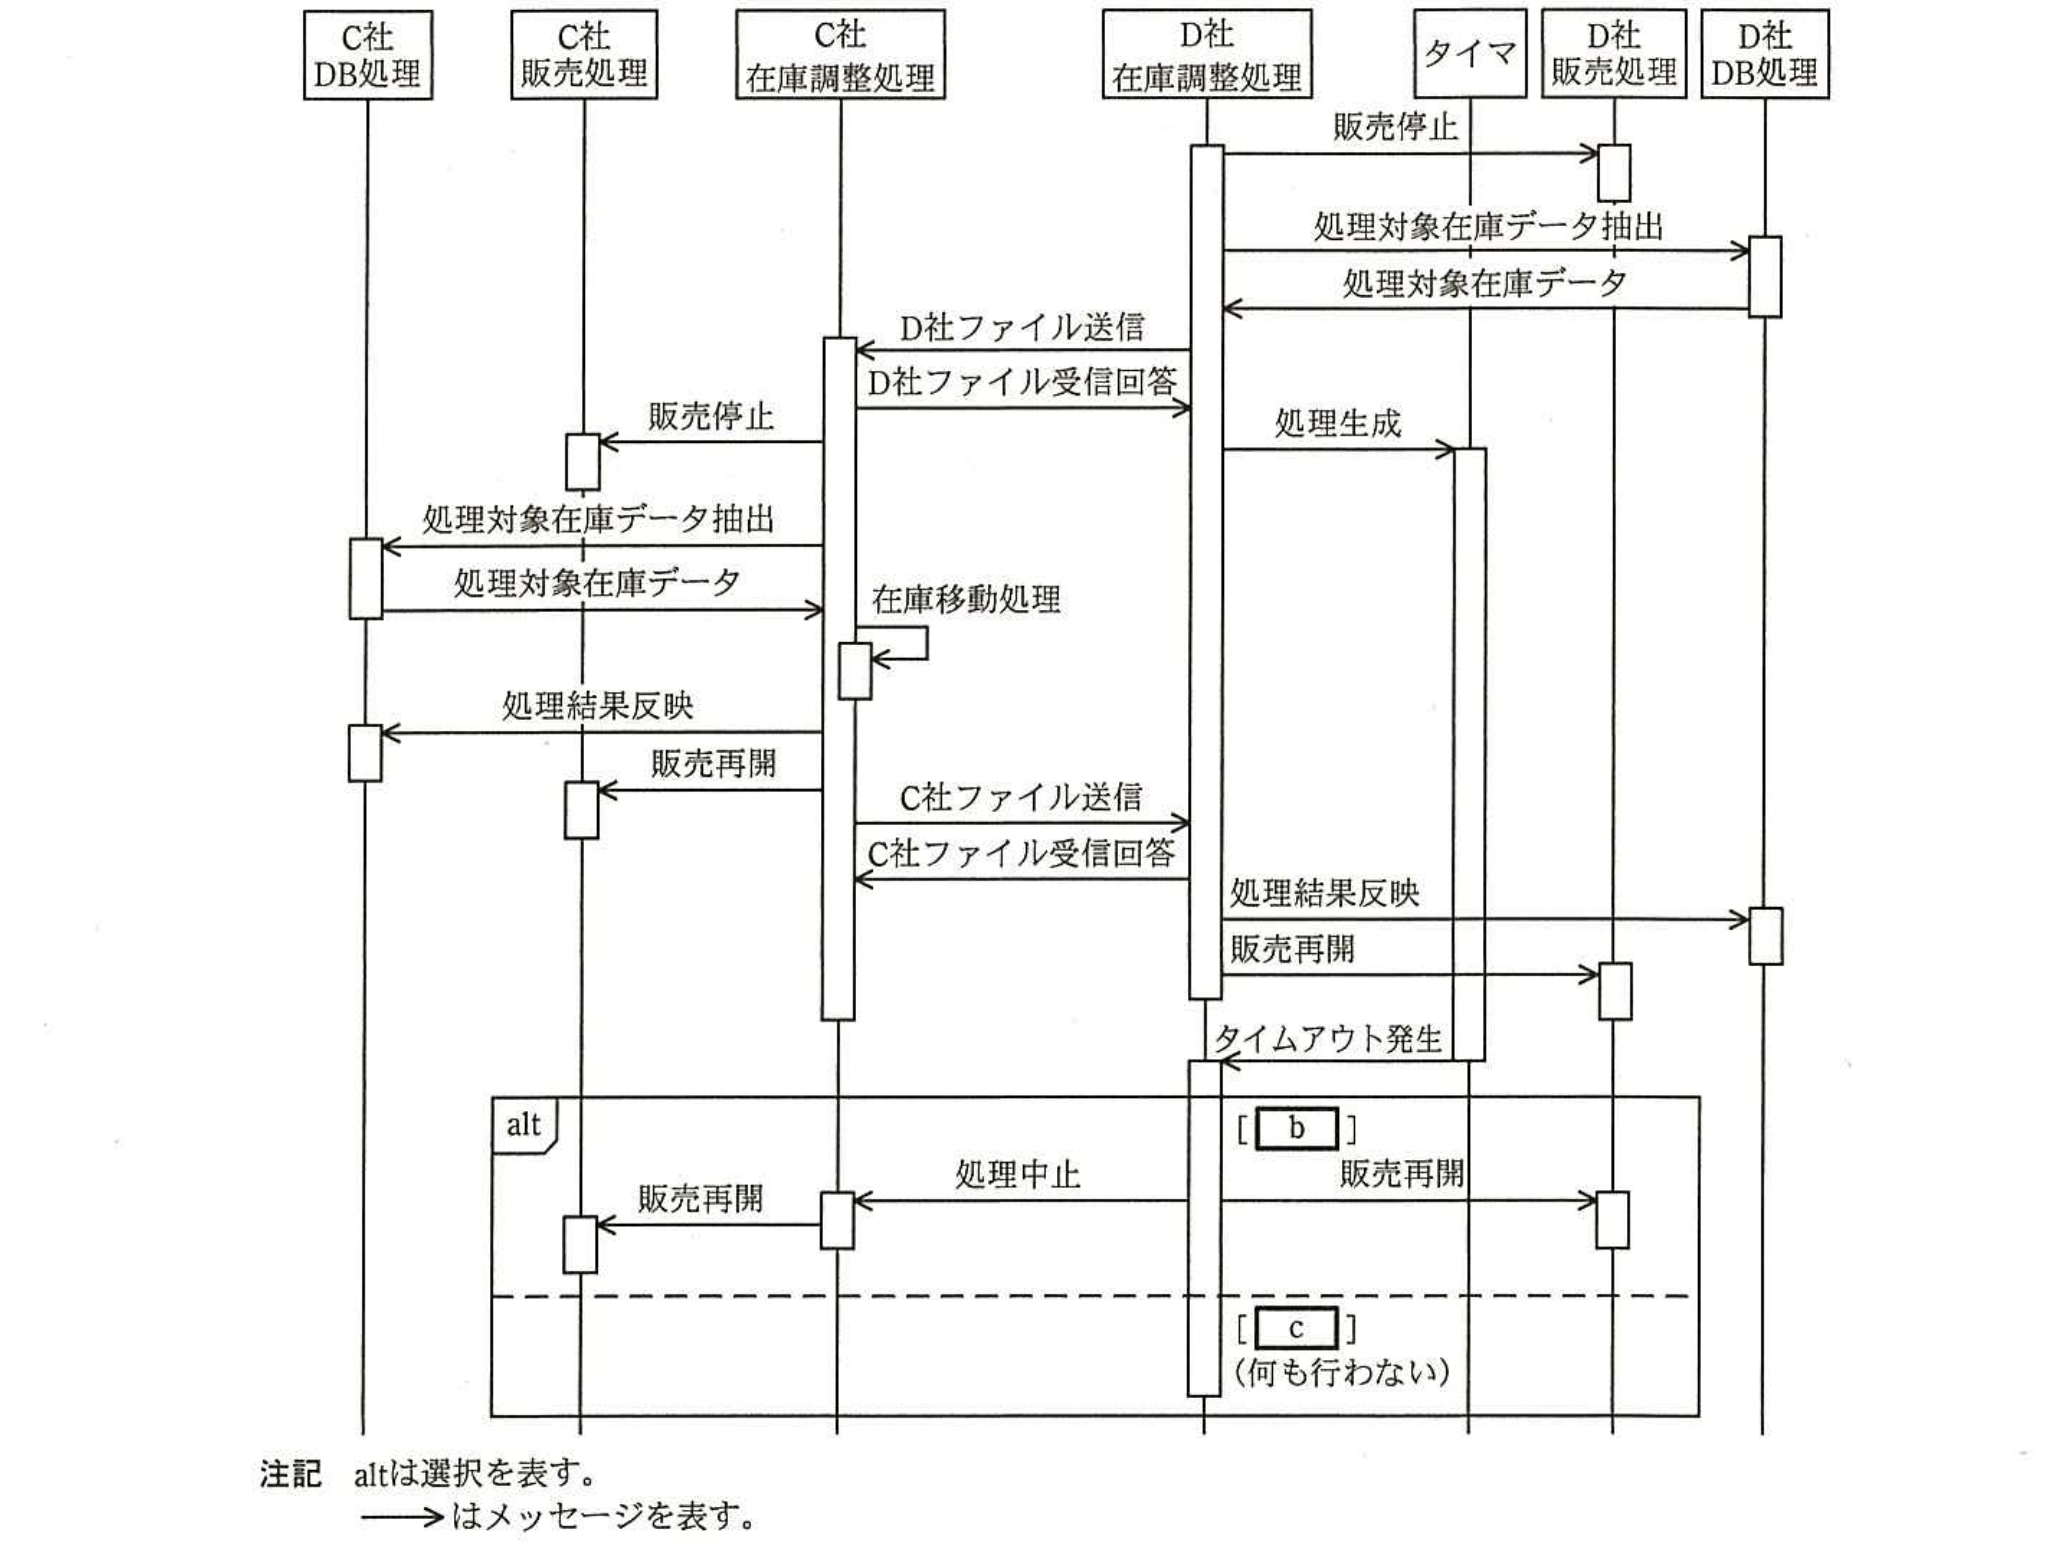 C社
DB処理
C社
販売処理
C社
在庫調整処理
D社
在庫調整処理
タイマ
D社
販売処理
D社
DB処理
販売停止
処理対象在庫データ抽出
処理対象在庫データ
D社ファイル送信
D社ファイル受信回答
販売停止
処理生成
処理対象在庫データ抽出
処理対象在庫データ
在庫移動処理
処理結果反映
販売再開
C社ファイル送信
C社ファイル受信回答
処理結果反映
販売再開
タイムアウト発生
alt
[ b ]
処理中止
販売再開
販売再開
[ c ]
(何も行わない)
注記 altは選択を表す。
→はメッセージを表す。